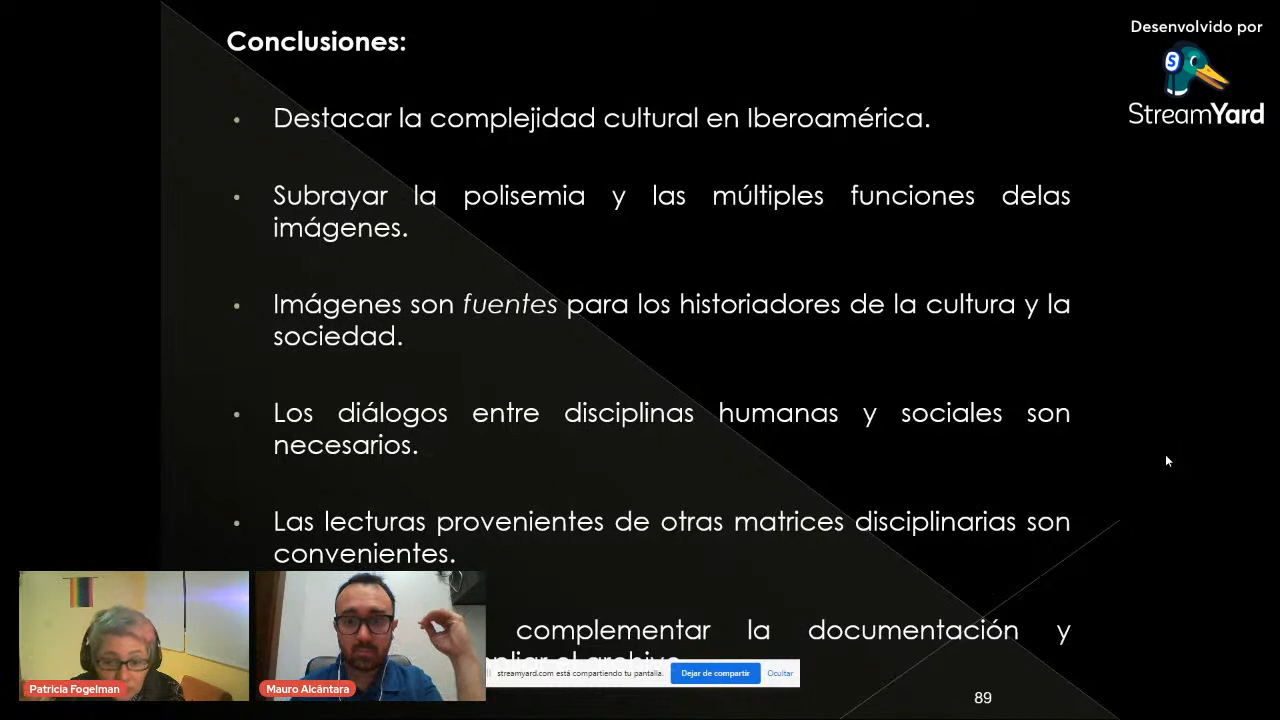 Conclusiones:
Desenvolvido por
StreamYard
Destacar la complejidad cultural en Iberoamérica.
Subrayar la polisemia y las múltiples funciones delas
imágenes.
Imágenes son fuentes para los historiadores de la cultura y la
sociedad.
Los diálogos entre disciplinas humanas y sociales son
necesarios.
Las lecturas provenientes de otras matrices disciplinarias son
convenientes.
complementar la documentación y
el archivo
streamyard.com está compartiendo tu pantalla.
Dejar de compartir
Ocultar
Patricia Fogelman
Mauro Alcântara
89